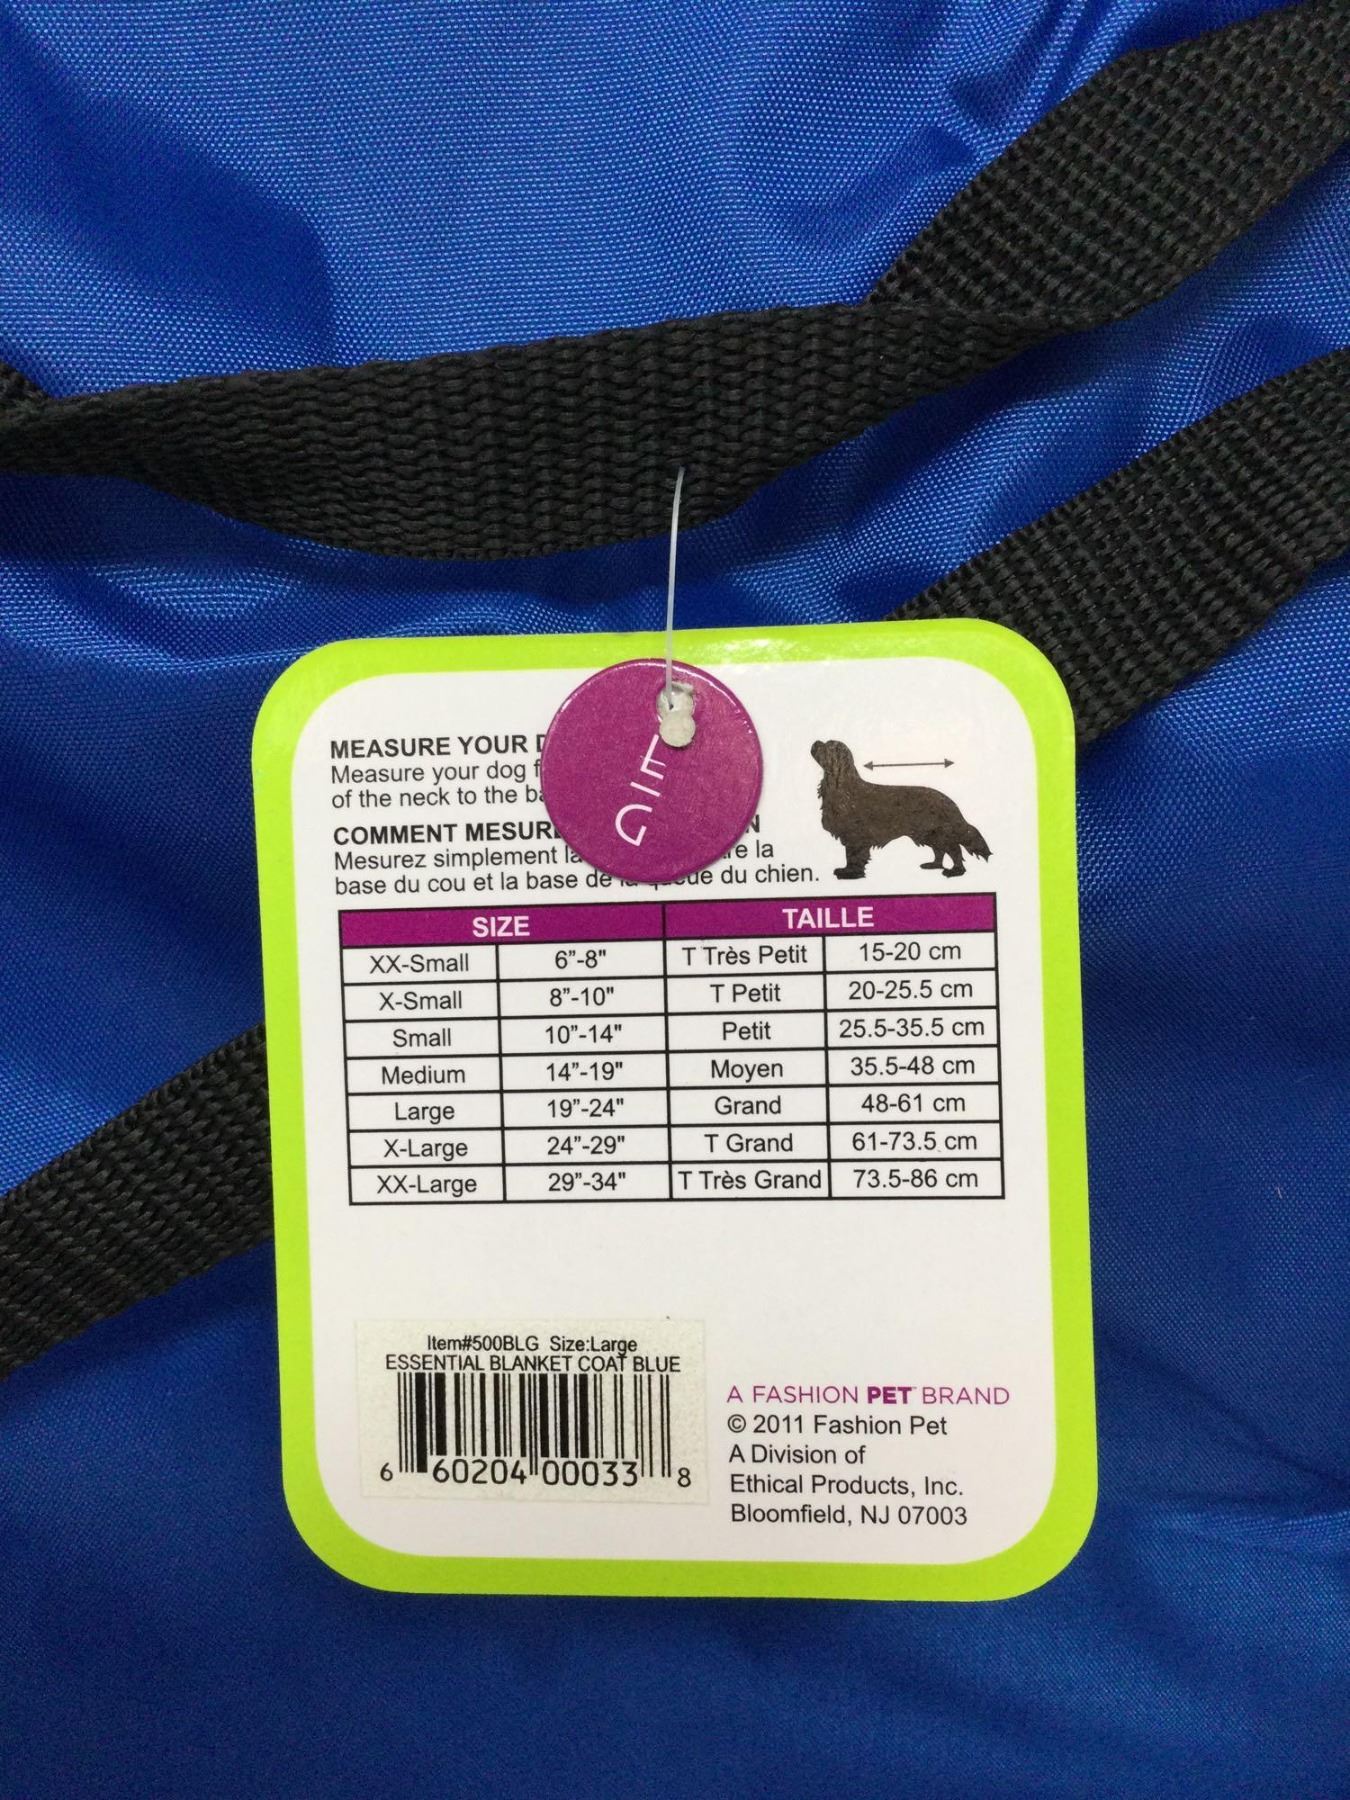 MEASURE YOUR
Measure your dog
of the neck to the
COMMENT MESUR
Mesurez simplement la la
base du cou et la base de du chien.
SIZE TAILLE
XX-Small 6”-8" T Très Petit 15-20 cm
X-Small 8”-10" T Petit 20-25.5 cm
Small 10”-14" Petit 25.5-35.5 cm
Medium 14”-19" Moyen 35.5-48 cm
Large 19”-24" Grand 48-61 cm
X-Large 24”-29" T Grand 61-73.5 cm
XX-Large 29”-34" T Très Grand 73.5-86 cm
Item#500BLG Size:Large
ESSENTIAL BLANKET COAT BLUE
6 60204 00033 8
A FASHION PET™ BRAND
© 2011 Fashion Pet
A Division of
Ethical Products, Inc.
Bloomfield, NJ 07003